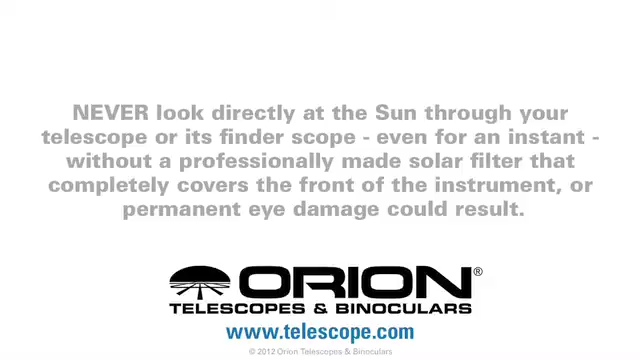 NEVER look directly at the Sun through your
telescope or its finder scope - even for an instant -
without a professionally made solar filter that
completely covers the front of the instrument, or
permanent eye damage could result.
ORION®
TELESCOPES & BINOCULARS
www.telescope.com
© 2012 Orion Telescopes & Binoculars